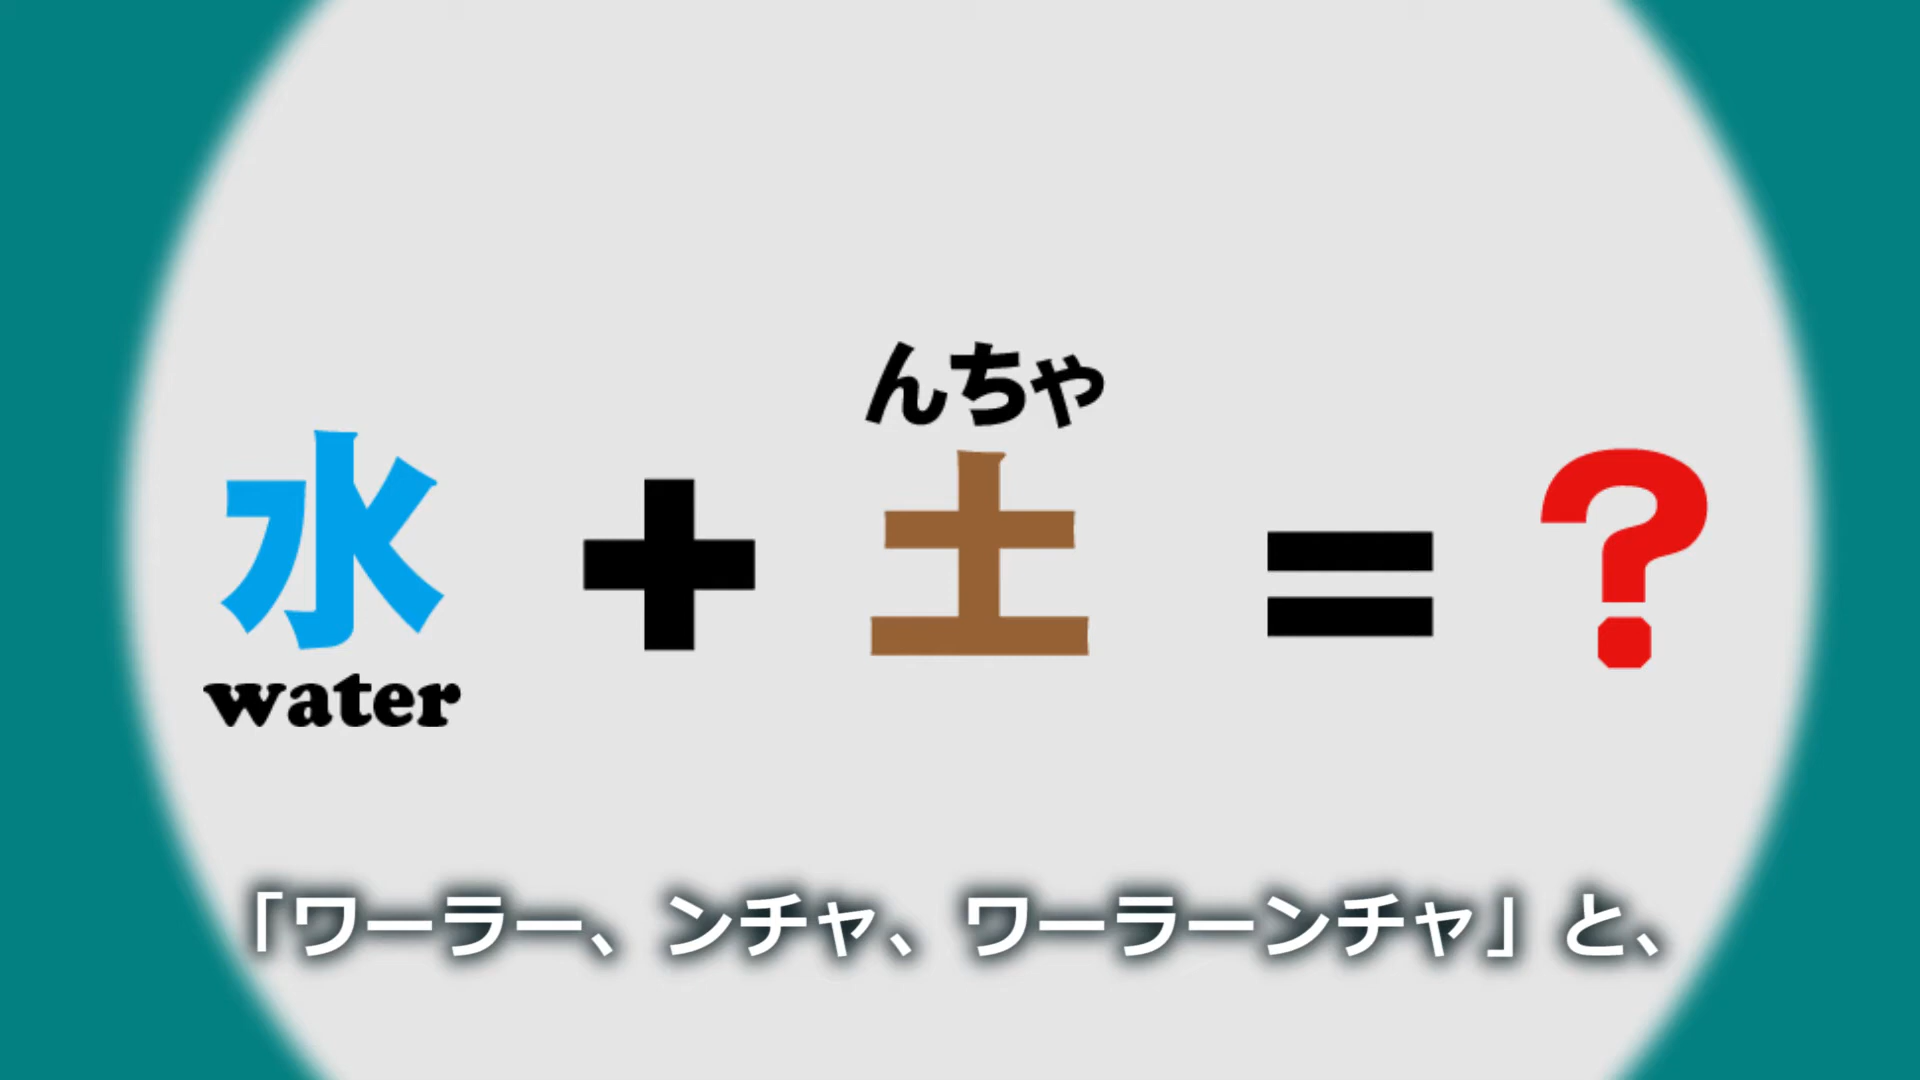 んちゃ
水 + 土 = ?
water
「ワーラー、ンチャ、ワーラーンチャ」と、